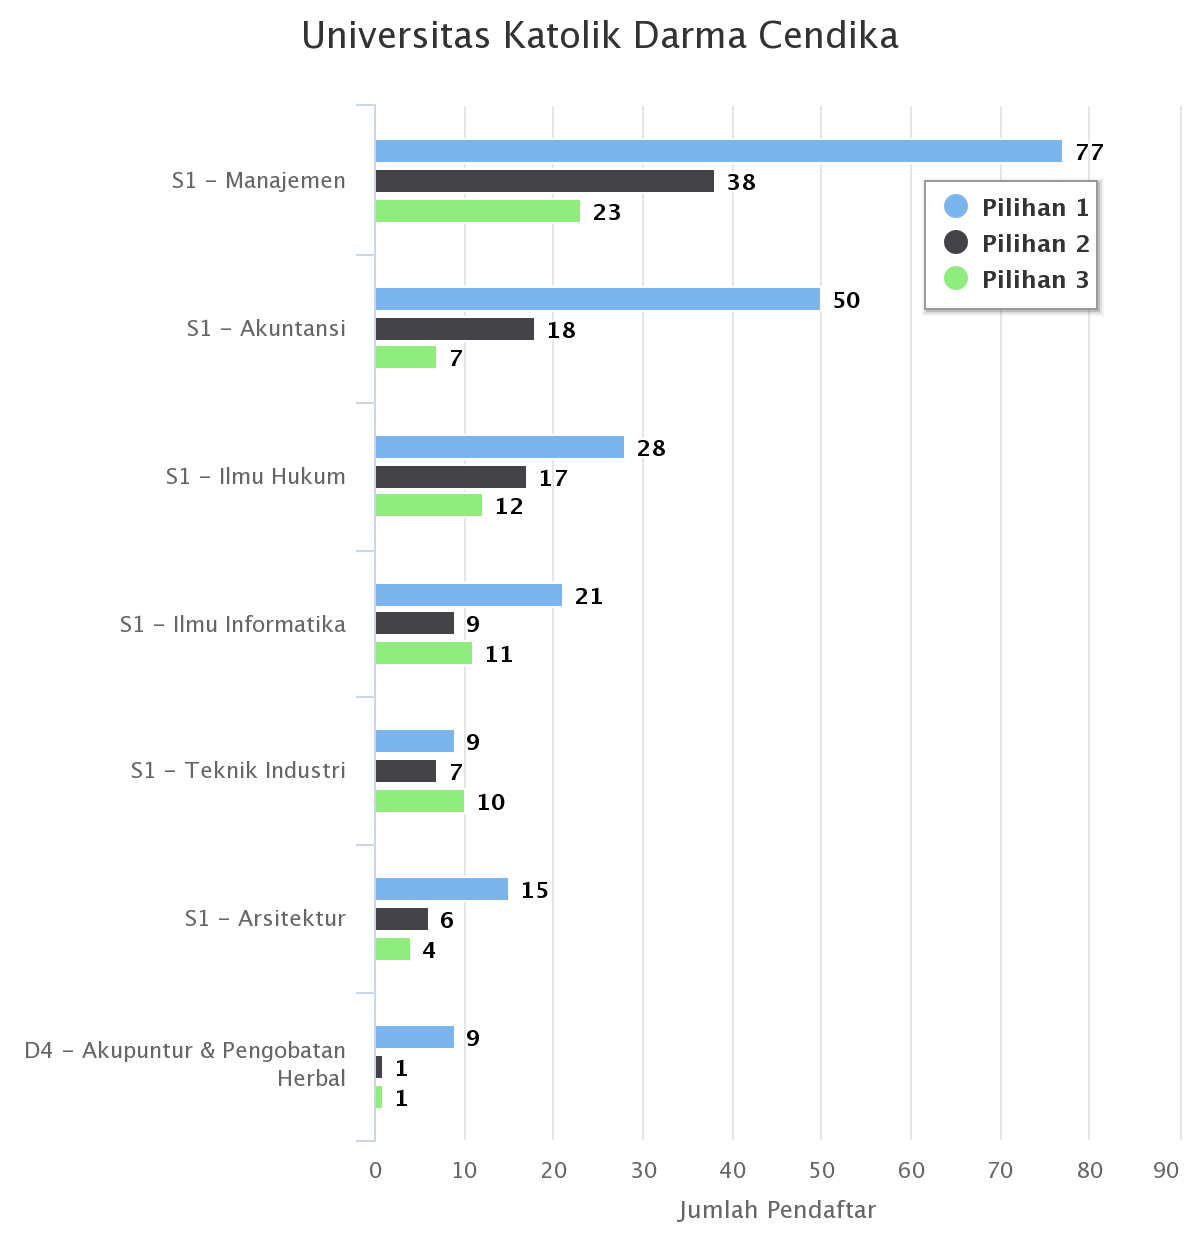 Universitas Katolik Darma Cendika
S1 – Manajemen
77
38
23
Pilihan 1
Pilihan 2
Pilihan 3
S1 – Akuntansi
50
18
7
S1 – Ilmu Hukum
28
17
12
S1 – Ilmu Informatika
21
9
11
S1 – Teknik Industri
9
7
10
S1 – Arsitektur
15
6
4
D4 – Akupuntur & Pengobatan
Herbal
9
1
1
0 10 20 30 40 50 60 70 80 90
Jumlah Pendaftar